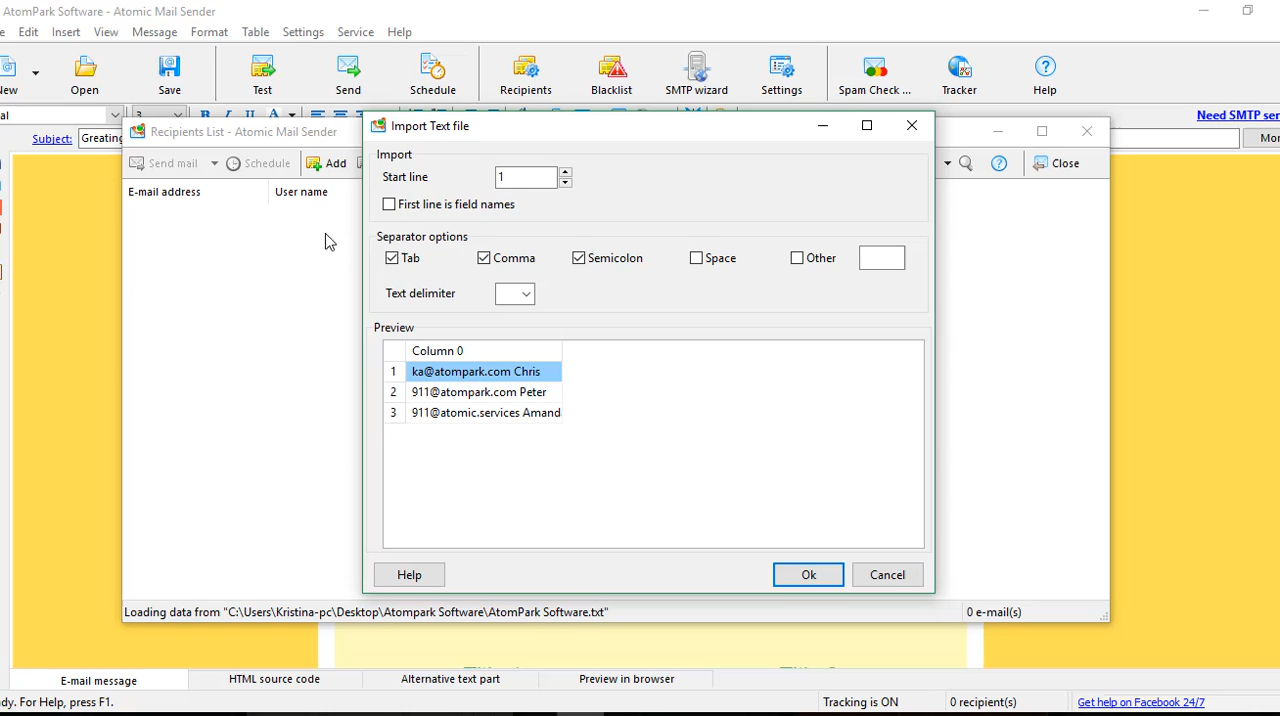 AtomPark Software - Atomic Mail Sender
Edit Insert View Message Format Table Settings Service Help
New Open Save Test Send Schedule Recipients Blacklist SMTP wizard Settings Spam Check ... Tracker Help
3 B I U A
Need SMTP ser
Subject: Greating
Mor
Recipients List - Atomic Mail Sender
Send mail Schedule Add Close
E-mail address User name
Import Text file
Import
Start line 1
First line is field names
Separator options
Tab Comma Semicolon Space Other
Text delimiter
Preview
Column 0
1 ka@atompark.com Chris
2 911@atompark.com Peter
3 911@atomic.services Amand
Help Ok Cancel
Loading data from "C:\Users\Kristina-pc\Desktop\Atompark Software\AtomPark Software.txt"
0 e-mail(s)
E-mail message HTML source code Alternative text part Preview in browser
dy. For Help, press F1. Tracking is ON 0 recipient(s) Get help on Facebook 24/7